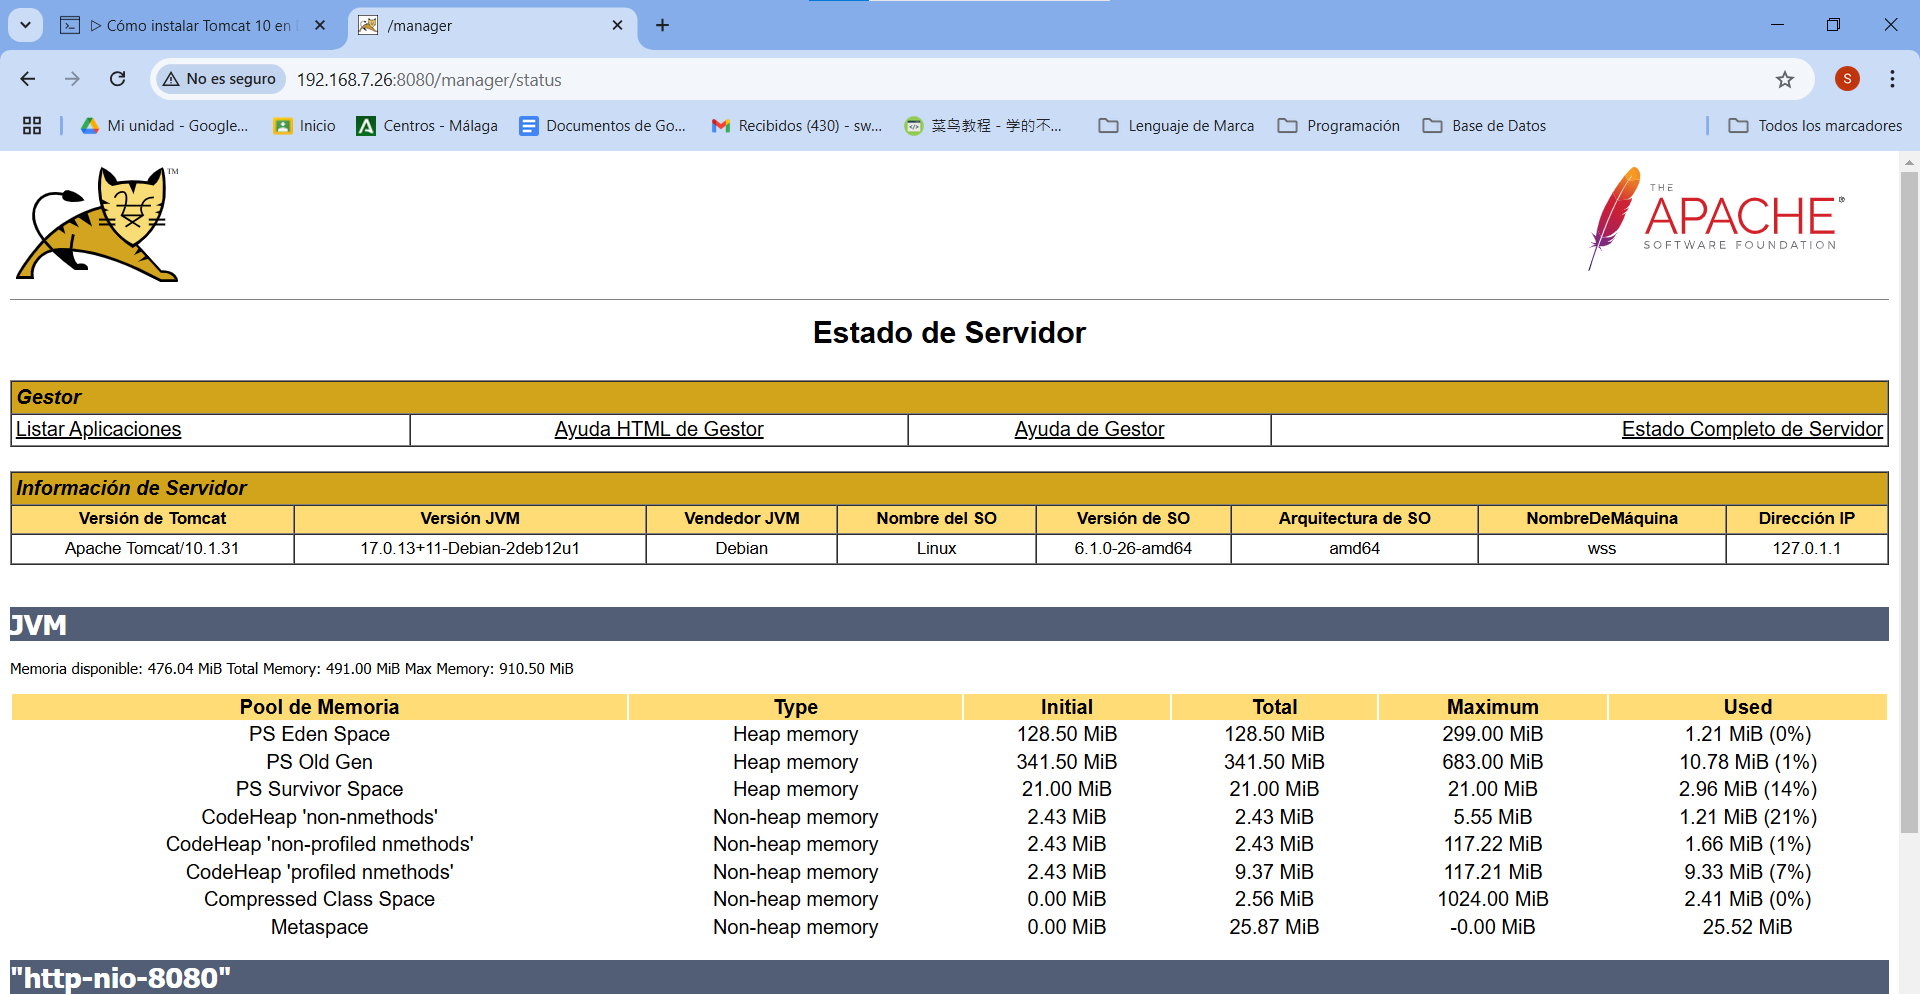 ▷ Cómo instalar Tomcat 10 en
/manager
No es seguro
192.168.7.26:8080/manager/status
S
Mi unidad - Google...
Inicio
Centros - Málaga
Documentos de Go...
Recibidos (430) - sw...
菜鸟教程 - 学的不...
Lenguaje de Marca
Programación
Base de Datos
Todos los marcadores
TM
THE
APACHE®
SOFTWARE FOUNDATION
Estado de Servidor
Gestor
Listar Aplicaciones Ayuda HTML de Gestor Ayuda de Gestor Estado Completo de Servidor
Información de Servidor
Versión de Tomcat Versión JVM Vendedor JVM Nombre del SO Versión de SO Arquitectura de SO NombreDeMáquina Dirección IP
Apache Tomcat/10.1.31 17.0.13+11-Debian-2deb12u1 Debian Linux 6.1.0-26-amd64 amd64 wss 127.0.1.1
JVM
Memoria disponible: 476.04 MiB Total Memory: 491.00 MiB Max Memory: 910.50 MiB
Pool de Memoria Type Initial Total Maximum Used
PS Eden Space Heap memory 128.50 MiB 128.50 MiB 299.00 MiB 1.21 MiB (0%)
PS Old Gen Heap memory 341.50 MiB 341.50 MiB 683.00 MiB 10.78 MiB (1%)
PS Survivor Space Heap memory 21.00 MiB 21.00 MiB 21.00 MiB 2.96 MiB (14%)
CodeHeap 'non-nmethods' Non-heap memory 2.43 MiB 2.43 MiB 5.55 MiB 1.21 MiB (21%)
CodeHeap 'non-profiled nmethods' Non-heap memory 2.43 MiB 2.43 MiB 117.22 MiB 1.66 MiB (1%)
CodeHeap 'profiled nmethods' Non-heap memory 2.43 MiB 9.37 MiB 117.21 MiB 9.33 MiB (7%)
Compressed Class Space Non-heap memory 0.00 MiB 2.56 MiB 1024.00 MiB 2.41 MiB (0%)
Metaspace Non-heap memory 0.00 MiB 25.87 MiB -0.00 MiB 25.52 MiB
"http-nio-8080"